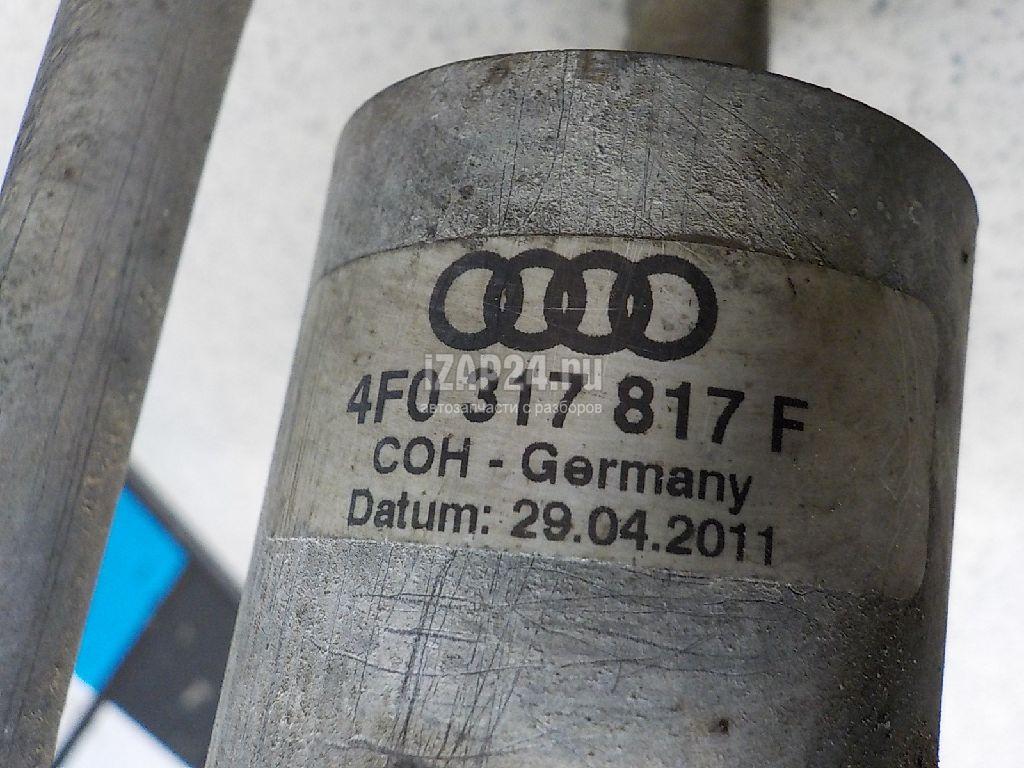 iZAP24.ru
4F0 317 817 F
автозапчасти с разборов
COH - Germany
Datum: 29.04.2011